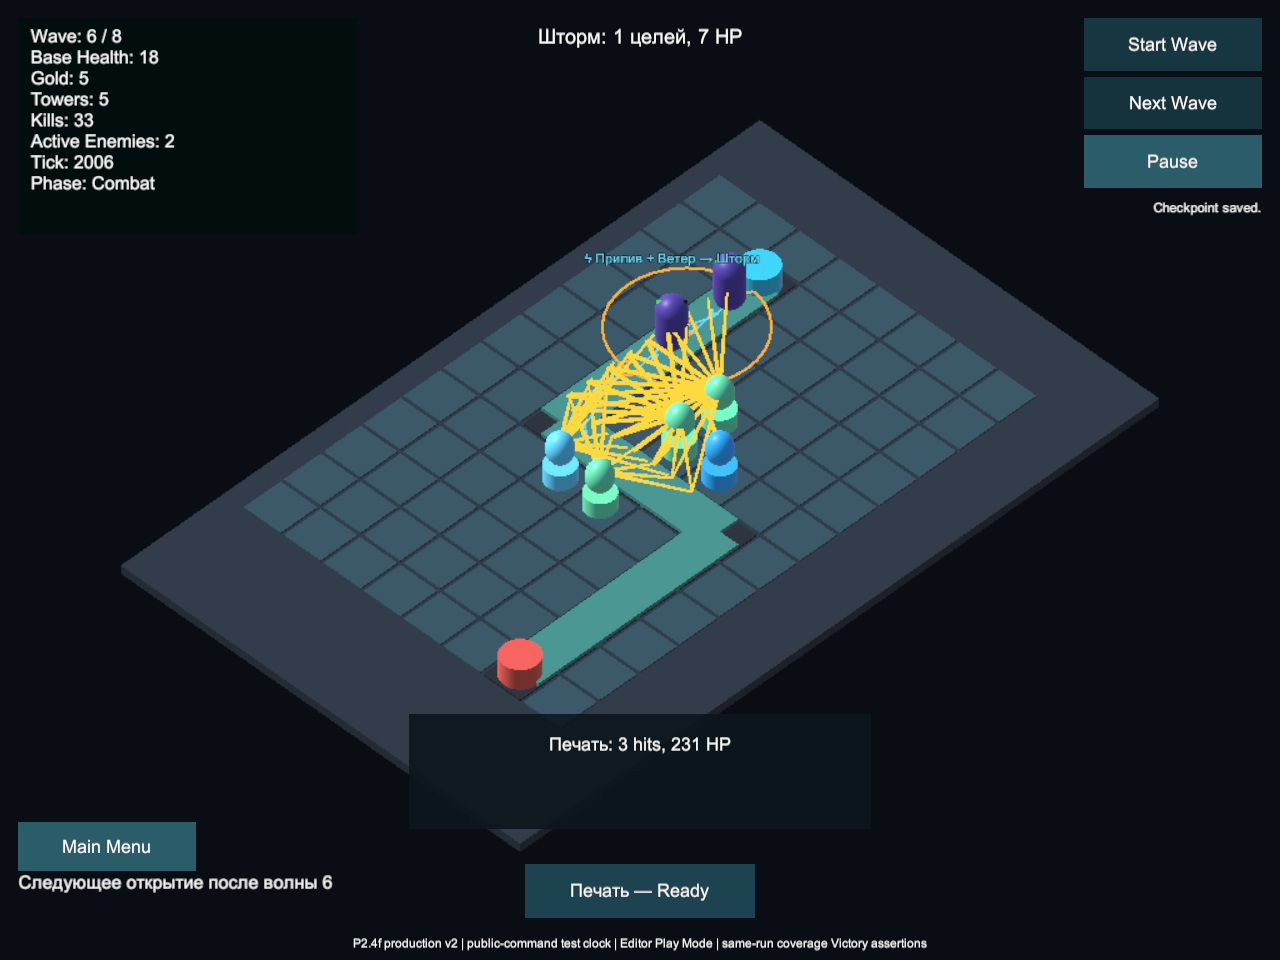 Wave: 6 / 8
Base Health: 18
Gold: 5
Towers: 5
Kills: 33
Active Enemies: 2
Tick: 2006
Phase: Combat
Шторм: 1 целей, 7 HP
Start Wave
Next Wave
Pause
Checkpoint saved.
ϟ Прилив + Ветер → Шторм
Печать: 3 hits, 231 HP
Main Menu
Следующее открытие после волны 6
Печать — Ready
P2.4f production v2 | public-command test clock | Editor Play Mode | same-run coverage Victory assertions